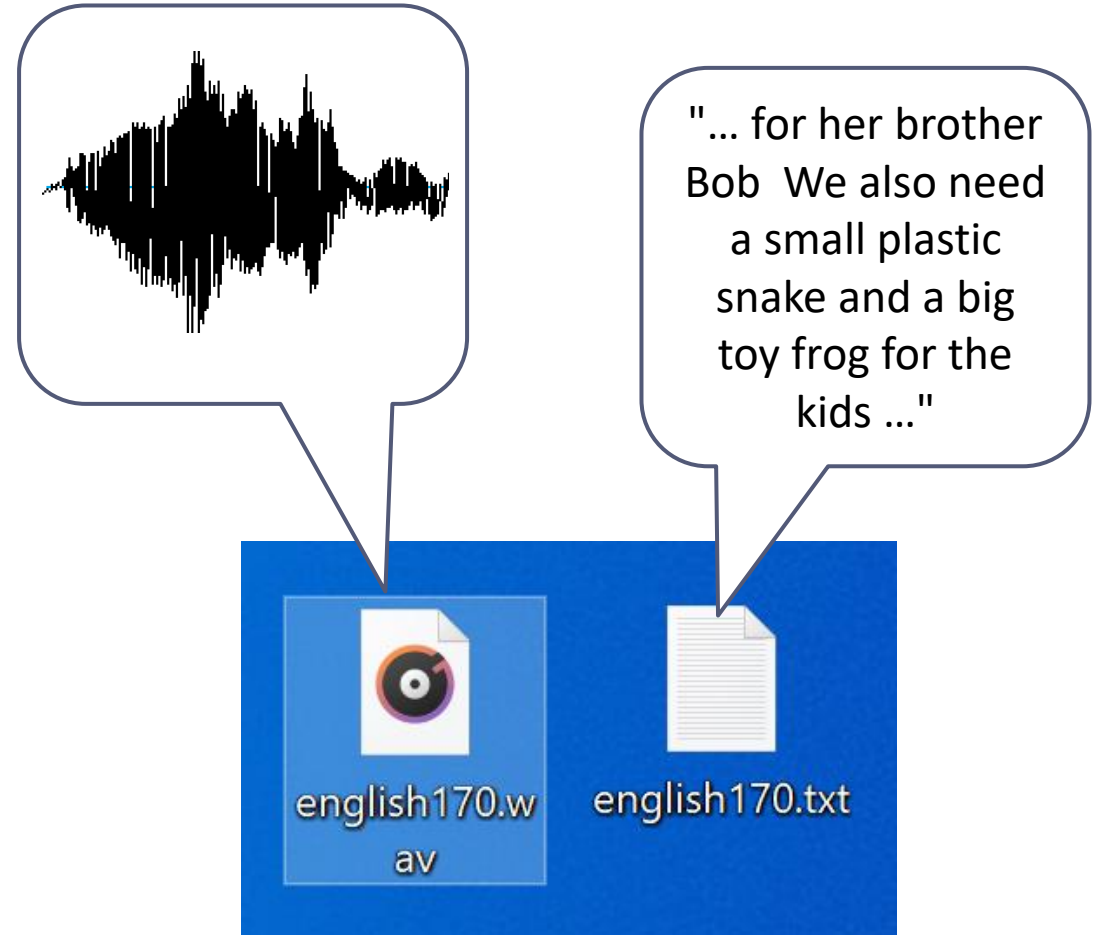 "… for her brother
Bob  We also need
a small plastic
snake and a big
toy frog for the
kids …"
english170.w
av
english170.txt